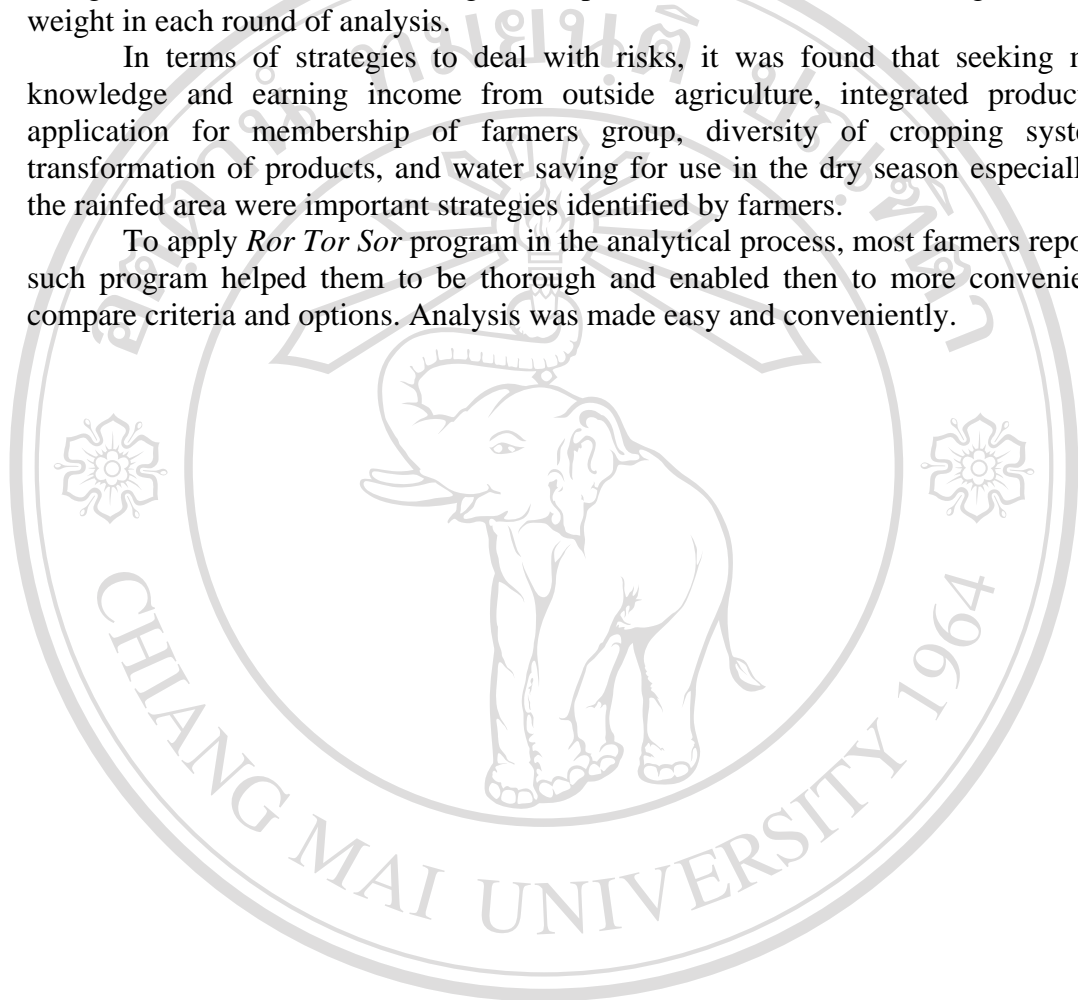 weight in each round of analysis.
In terms of strategies to deal with risks, it was found that seeking
knowledge and earning income from outside agriculture, integrated
application for membership of farmers group, diversity of cropping
transformation of products, and water saving for use in the dry season
the rainfed area were important strategies identified by farmers.
To apply Ror Tor Sor program in the analytical process, most farmers
such program helped them to be thorough and enabled then to more
compare criteria and options. Analysis was made easy and conveniently.
CHIANG MAI UNIVERSITY 1964